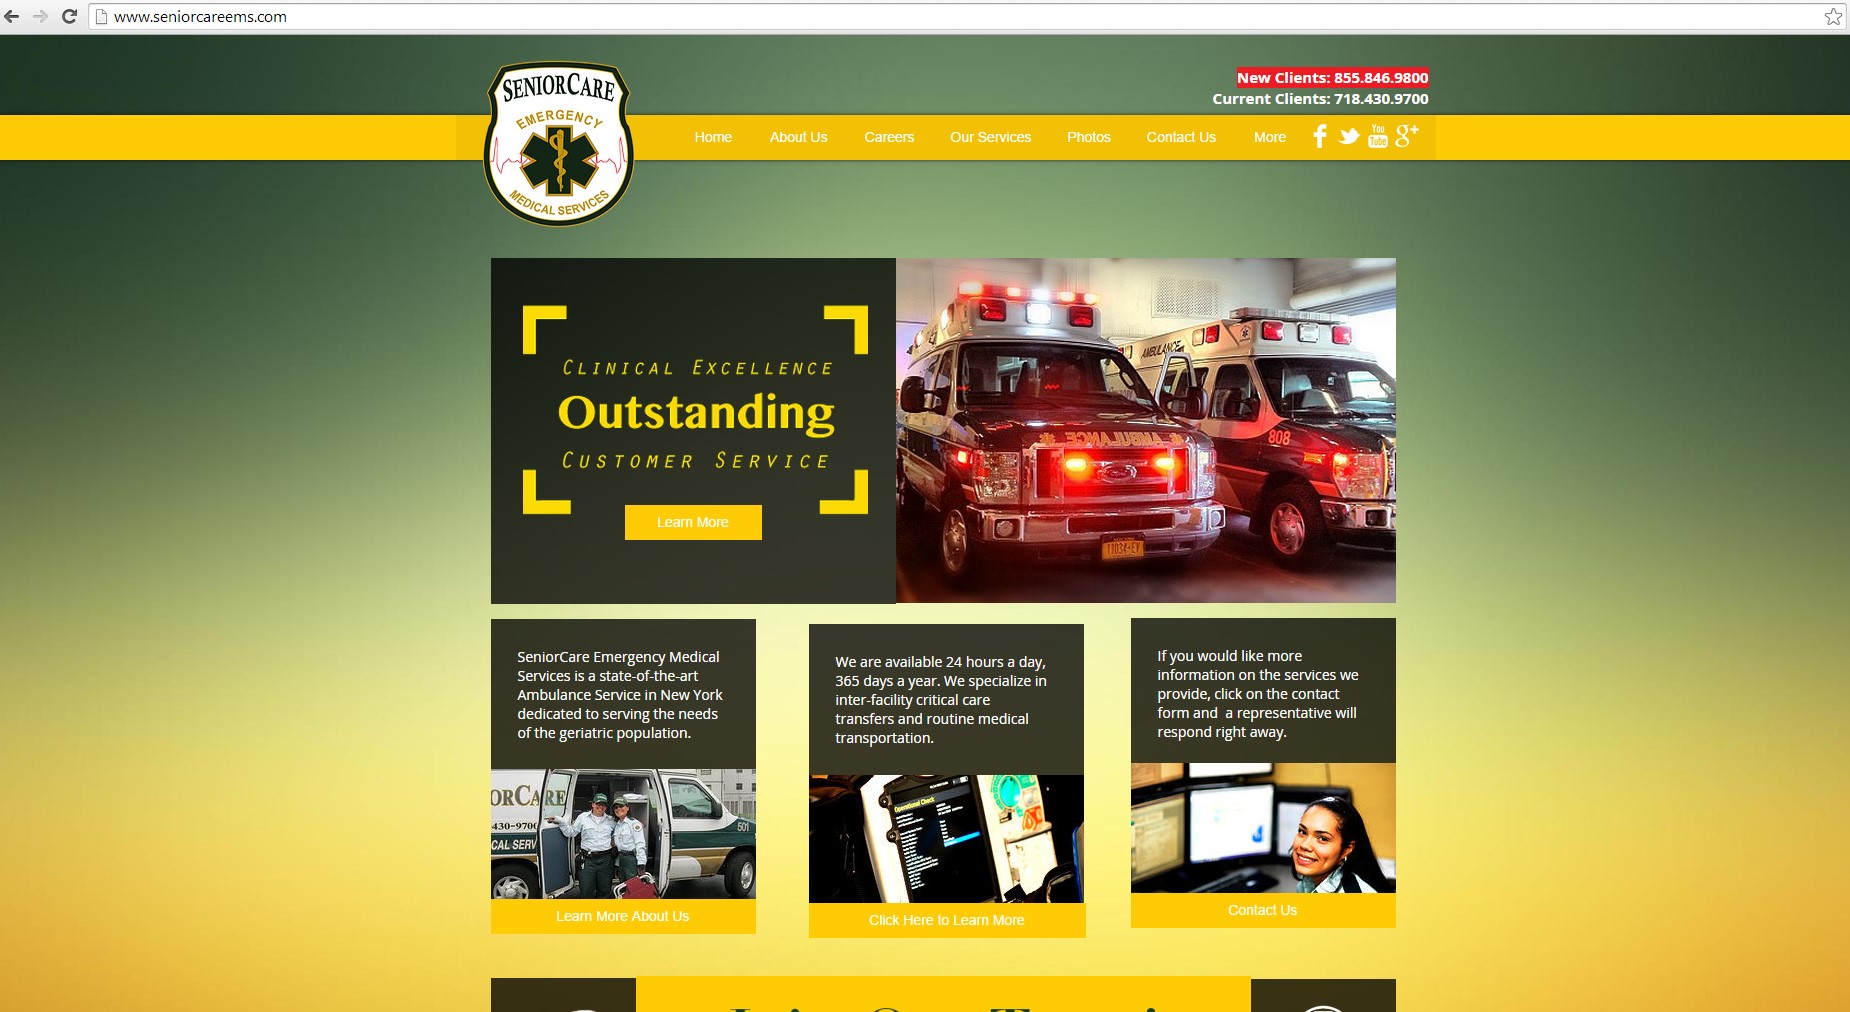 www.seniorcareems.com
SENIORCARE
EMERGENCY
MEDICAL SERVICES
New Clients: 855.846.9800
Current Clients: 718.430.9700
Home About Us Careers Our Services Photos Contact Us More
You
Tube
CLINICAL EXCELLENCE
Outstanding
CUSTOMER SERVICE
Learn More
AMBULANCE
808
AMBULANCE
SeniorCare Emergency Medical
Services is a state-of-the-art
Ambulance Service in New York
dedicated to serving the needs
of the geriatric population.
ORCARE
430-970
CAL SERV
501
Learn More About Us
We are available 24 hours a day,
365 days a year. We specialize in
inter-facility critical care
transfers and routine medical
transportation.
Operational Check
Click Here to Learn More
If you would like more
information on the services we
provide, click on the contact
form and  a representative will
respond right away.
Contact Us